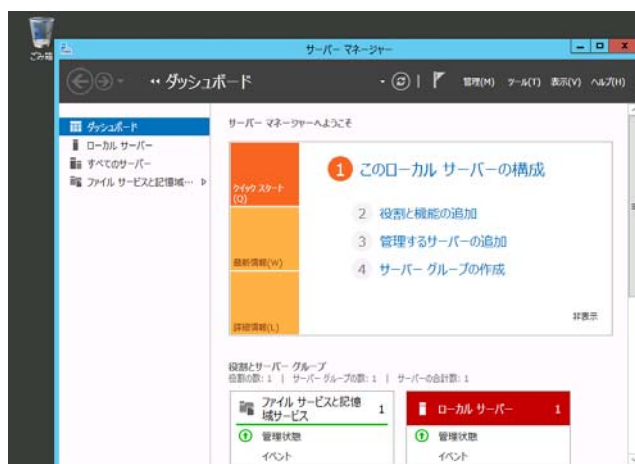 ごみ箱
サーバー マネージャー
ダッシュボード
管理(M) ツール(T) 表示(V) ヘルプ(H)
ダッシュボード
ローカル サーバー
すべてのサーバー
ファイル サービスと記憶域…
サーバー マネージャーへようこそ
クイック スタート
(Q)
最新情報(W)
詳細情報(L)
1 このローカル サーバーの構成
2 役割と機能の追加
3 管理するサーバーの追加
4 サーバー グループの作成
非表示
役割とサーバー グループ
役割の数: 1 | サーバー グループの数: 1 | サーバーの合計数: 1
ファイル サービスと記憶
域サービス 1
管理状態
イベント
ローカル サーバー 1
管理状態
イベント